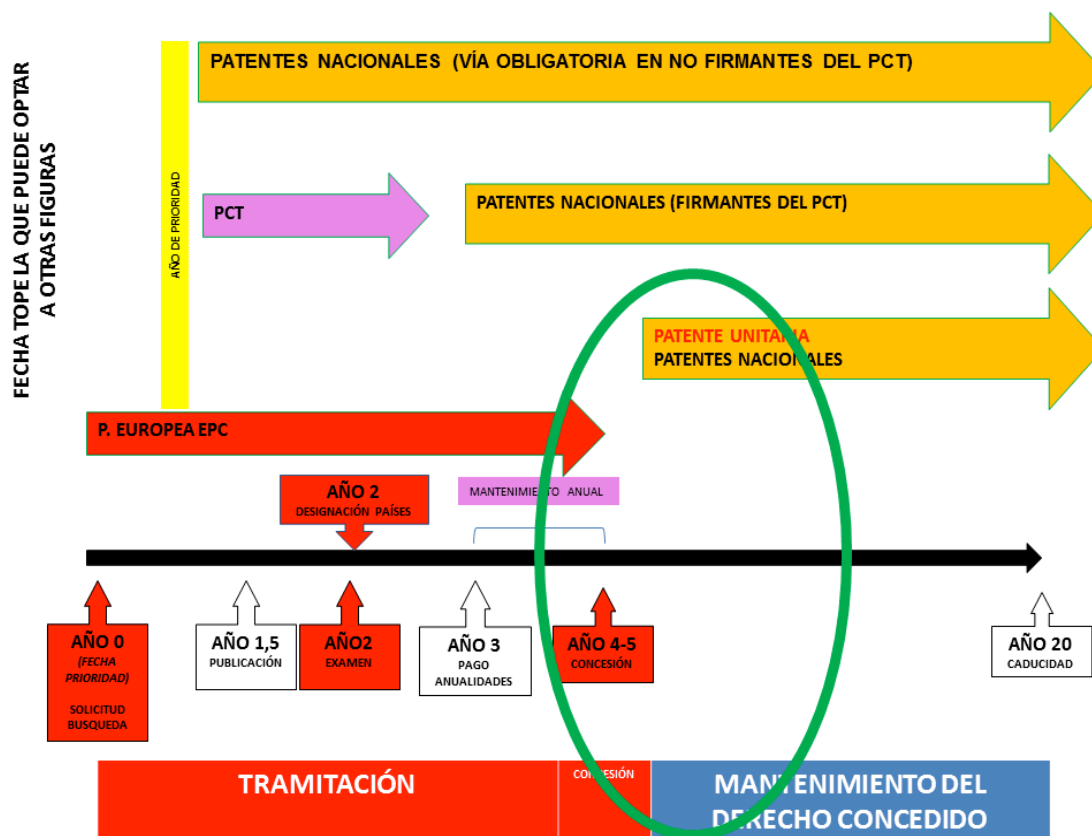 FECHA TOPE LA QUE PUEDE OPTAR
A OTRAS FIGURAS
AÑO DE PRIORIDAD
PATENTES NACIONALES (VÍA OBLIGATORIA EN NO FIRMANTES DEL PCT)
PCT
PATENTES NACIONALES (FIRMANTES DEL PCT)
PATENTE UNITARIA
PATENTES NACIONALES
P. EUROPEA EPC
AÑO 2
DESIGNACIÓN PAÍSES
MANTENIMIENTO ANUAL
AÑO 0
(FECHA
PRIORIDAD)
SOLICITUD
BUSQUEDA
AÑO 1,5
PUBLICACIÓN
AÑO2
EXAMEN
AÑO 3
PAGO
ANUALIDADES
AÑO 4-5
CONCESIÓN
AÑO 20
CADUCIDAD
TRAMITACIÓN
CONCESIÓN
MANTENIMIENTO DEL
DERECHO CONCEDIDO